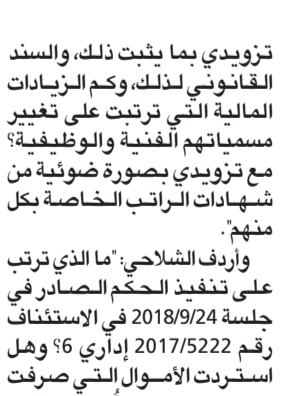 تزويدي بما يثبت ذلك، والسند
القانوني لذلك، وكم الزيادات
المالية التي ترتبت على تغيير
مسمياتهم الفنية والوظيفية؟
مع تزويدي بصورة ضوئية من
شهادات الراتب الخاصة بكل
منهم".
وأردف الشلاحي: "ما الذي ترتب
على تنفيذ الحكم الصادر في
جلسة 2018/9/24 في الاستئناف
رقم 2017/5222 إداري 6؟ وهل
استردت الأموال التي صرفت